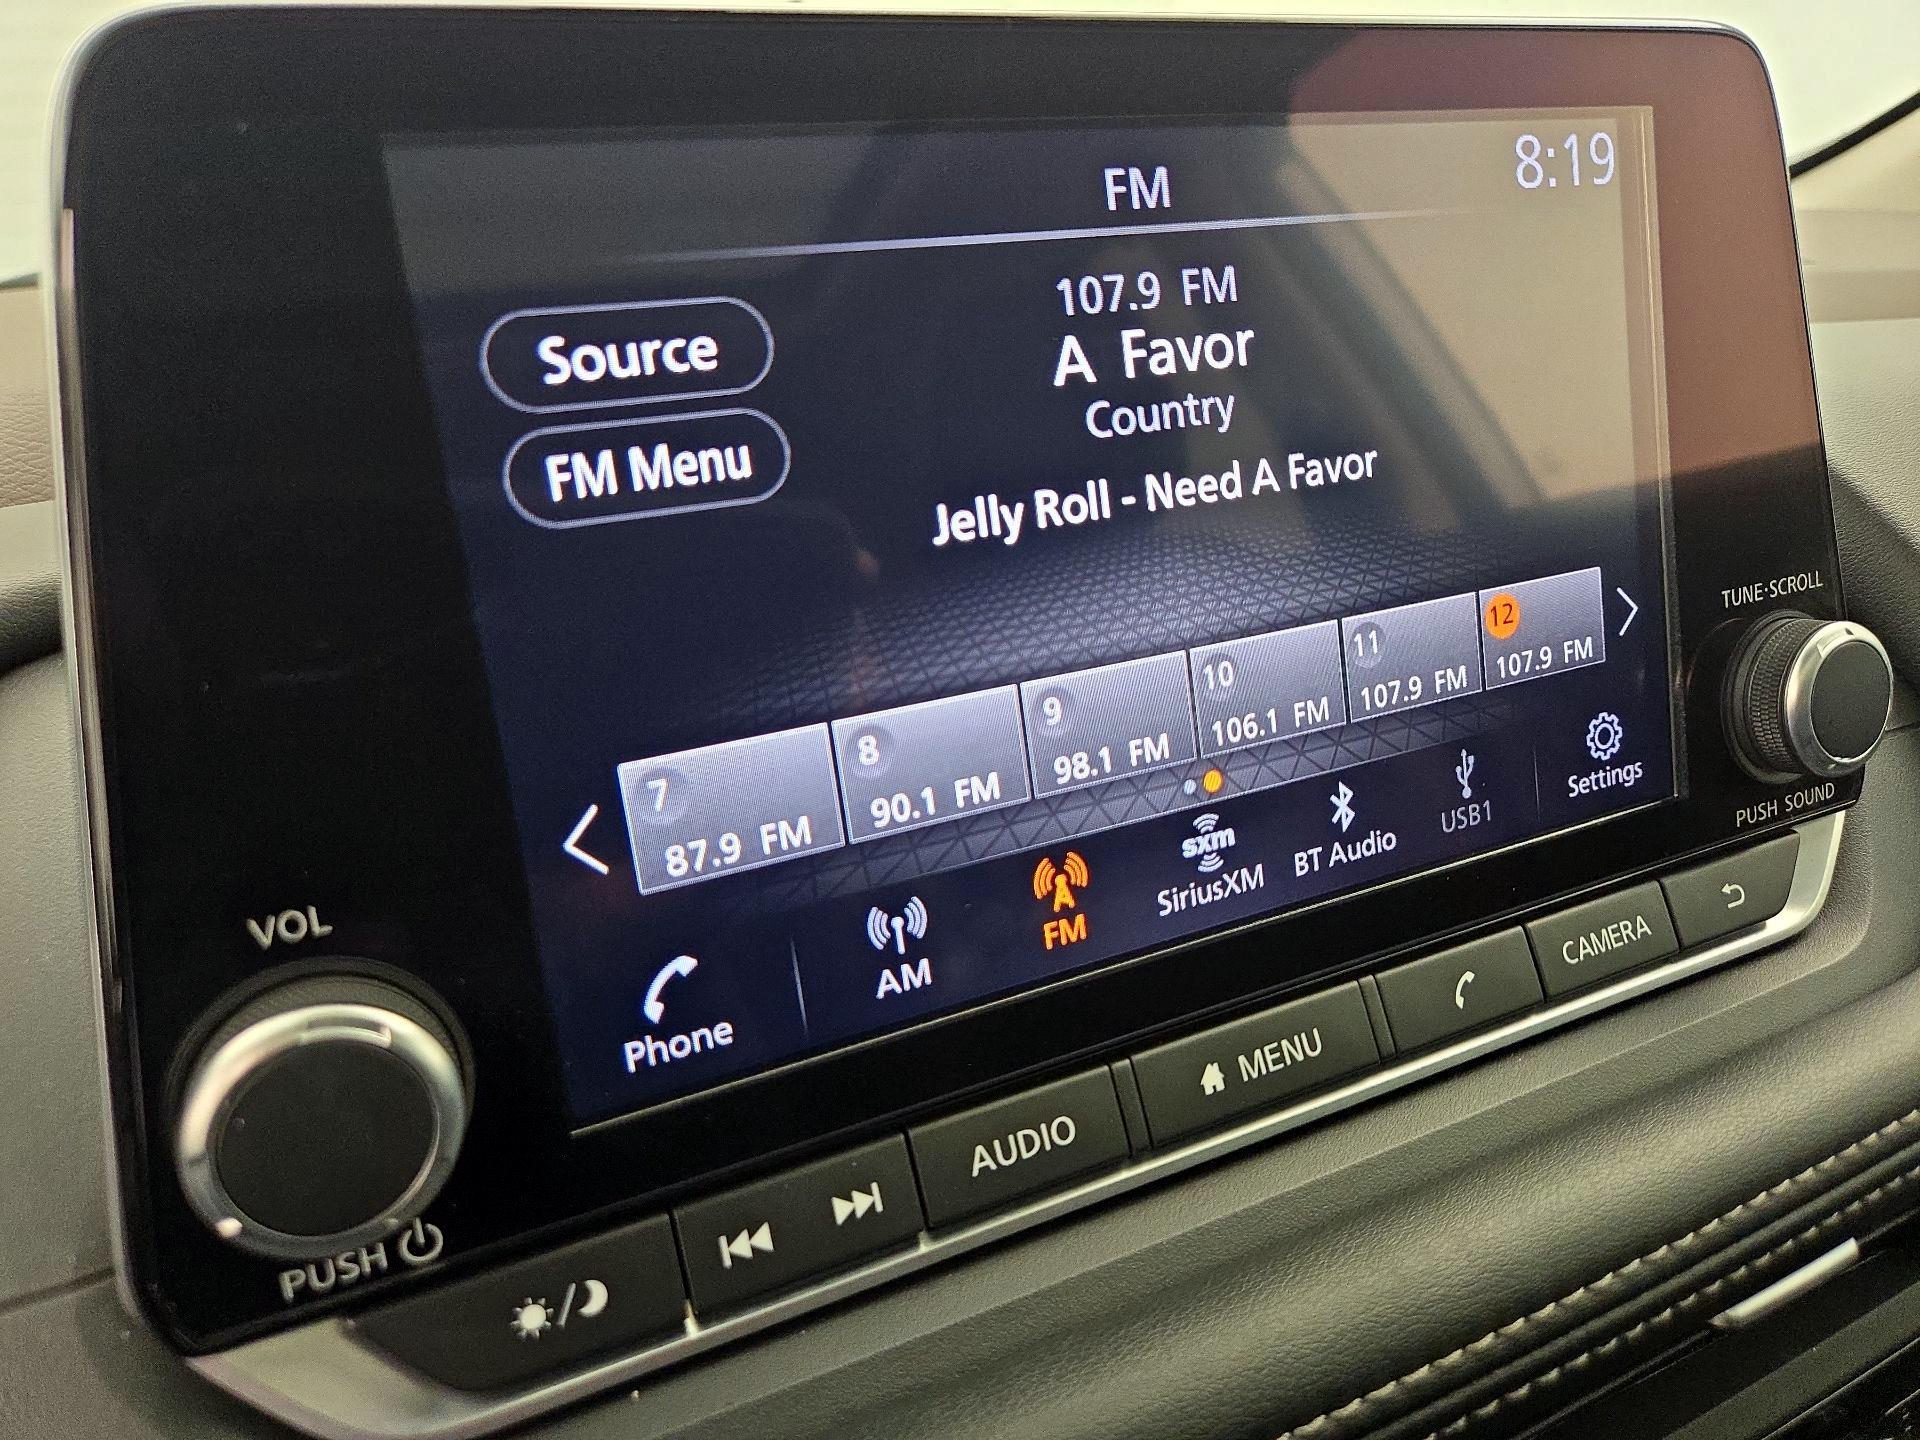 FM
8:19
107.9 FM
Source
A Favor
Country
FM Menu
Jelly Roll - Need A Favor
7
87.9 FM
8
90.1 FM
9
98.1 FM
10
106.1 FM
11
107.9 FM
12
107.9 FM
Phone
AM
FM
sxm
SiriusXM
BT Audio
USB1
Settings
TUNE·SCROLL
PUSH SOUND
VOL
PUSH
AUDIO
MENU
CAMERA